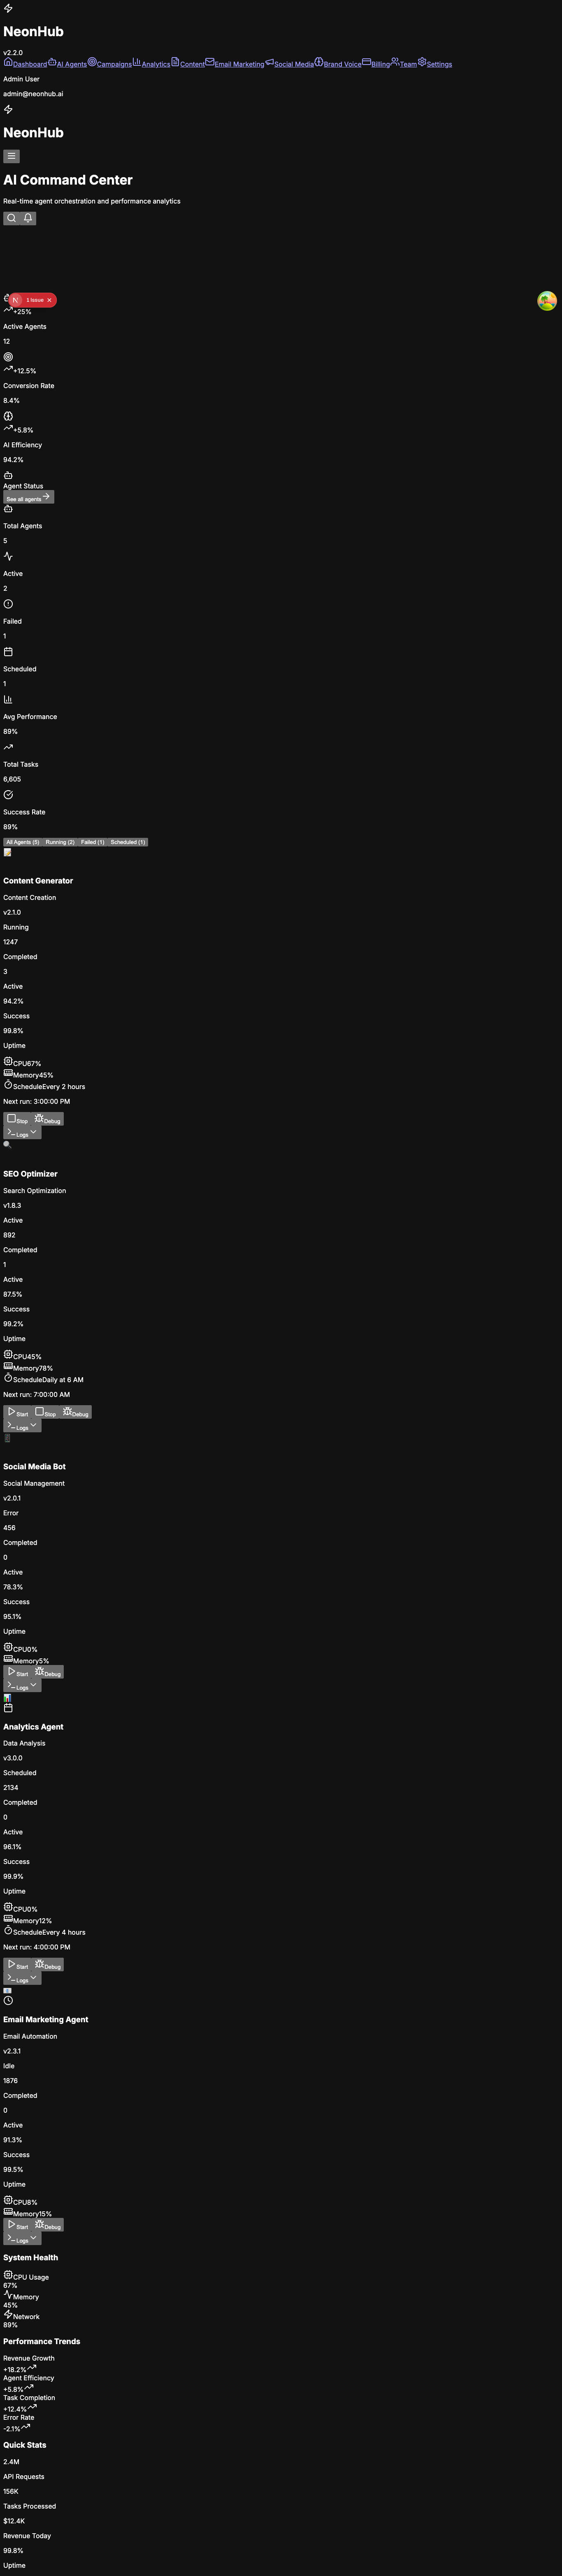 NeonHub
v2.2.0
Dashboard AI Agents Campaigns Analytics Content Email Marketing Social Media Brand Voice Billing Team Settings
Admin User
admin@neonhub.ai
NeonHub
AI Command Center
Real-time agent orchestration and performance analytics
N 1 Issue
+25%
Active Agents
12
+12.5%
Conversion Rate
8.4%
+5.8%
AI Efficiency
94.2%
Agent Status
See all agents
Total Agents
5
Active
2
Failed
1
Scheduled
1
Avg Performance
89%
Total Tasks
6,605
Success Rate
89%
All Agents (5) Running (2) Failed (1) Scheduled (1)
Content Generator
Content Creation
v2.1.0
Running
1247
Completed
3
Active
94.2%
Success
99.8%
Uptime
CPU67%
Memory45%
ScheduleEvery 2 hours
Next run: 3:00:00 PM
Stop Debug
Logs
SEO Optimizer
Search Optimization
v1.8.3
Active
892
Completed
1
Active
87.5%
Success
99.2%
Uptime
CPU45%
Memory78%
ScheduleDaily at 6 AM
Next run: 7:00:00 AM
Start Stop Debug
Logs
Social Media Bot
Social Management
v2.0.1
Error
456
Completed
0
Active
78.3%
Success
95.1%
Uptime
CPU0%
Memory5%
Start Debug
Logs
Analytics Agent
Data Analysis
v3.0.0
Scheduled
2134
Completed
0
Active
96.1%
Success
99.9%
Uptime
CPU0%
Memory12%
ScheduleEvery 4 hours
Next run: 4:00:00 PM
Start Debug
Logs
Email Marketing Agent
Email Automation
v2.3.1
Idle
1876
Completed
0
Active
91.3%
Success
99.5%
Uptime
CPU8%
Memory15%
Start Debug
Logs
System Health
CPU Usage
67%
Memory
45%
Network
89%
Performance Trends
Revenue Growth
+18.2%
Agent Efficiency
+5.8%
Task Completion
+12.4%
Error Rate
-2.1%
Quick Stats
2.4M
API Requests
156K
Tasks Processed
$12.4K
Revenue Today
99.8%
Uptime